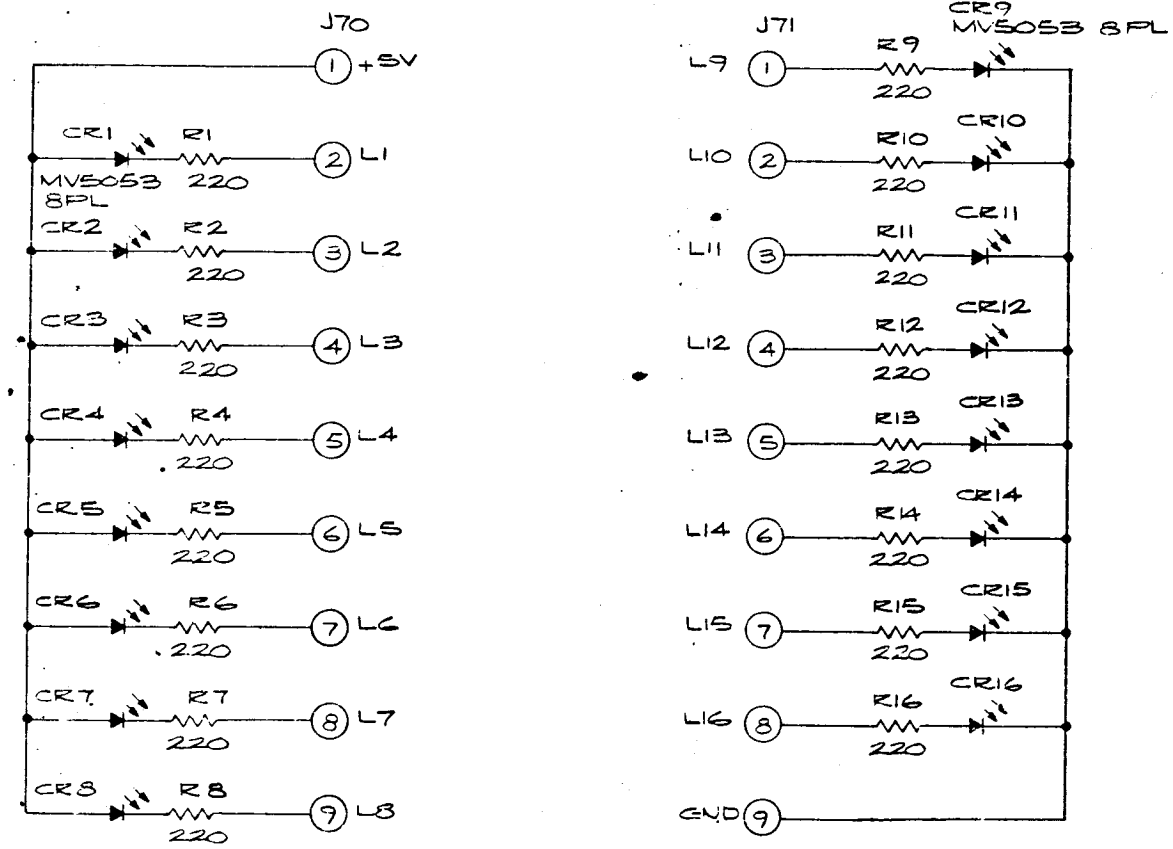 J70
1 +5V
CR1 R1 2 L1
MV5053 220
8PL
CR2 R2 3 L2
220
CR3 R3 4 L3
220
CR4 R4 5 L4
220
CR5 R5 6 L5
220
CR6 R6 7 L6
220
CR7 R7 8 L7
220
CR8 R8 9 L8
220
J71
CR9
MV5053 8PL
L9 1 R9
220
L10 2 R10 CR10
220
L11 3 R11 CR11
220
L12 4 R12 CR12
220
L13 5 R13 CR13
220
L14 6 R14 CR14
220
L15 7 R15 CR15
220
L16 8 R16 CR16
220
GND 9